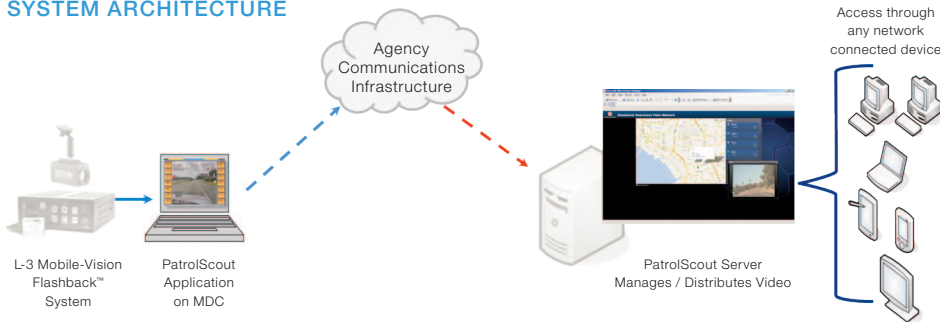 SYSTEM ARCHITECTURE
Agency
Communications
Infrastructure
Access through
any network
connected device
L-3 Mobile-Vision
Flashback™
System
PatrolScout
Application
on MDC
PatrolScout Server
Manages / Distributes Video